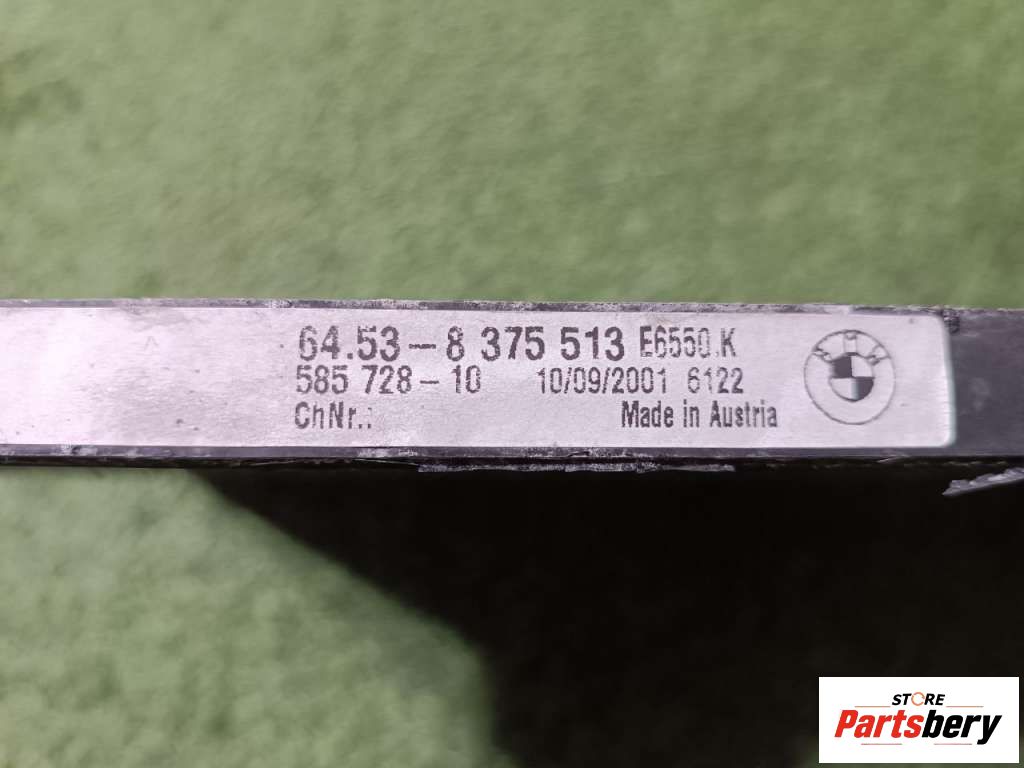 64.53-8 375 513 E6550.K
585 728-10 10/09/2001 6122
ChNr.: Made in Austria
BMW
STORE
Partsbery